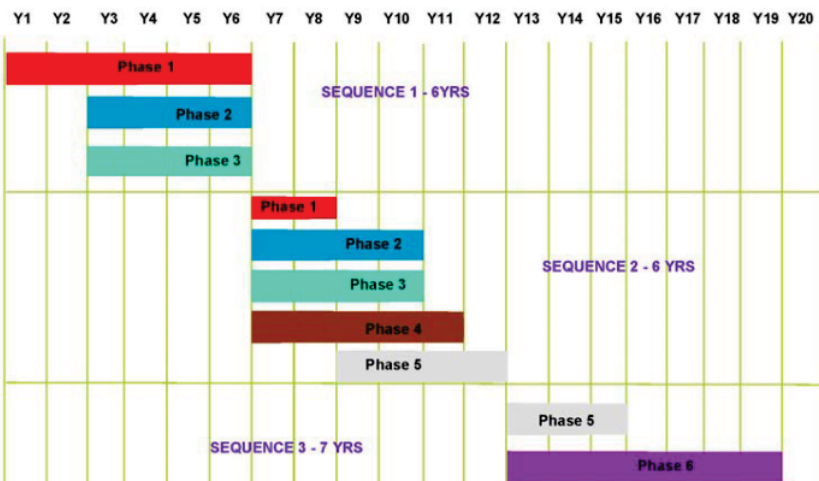 Y1 Y2 Y3 Y4 Y5 Y6 Y7 Y8 Y9 Y10 Y11 Y12 Y13 Y14 Y15 Y16 Y17 Y18 Y19 Y20
Phase 1
SEQUENCE 1 - 6YRS
Phase 2
Phase 3
Phase 1
Phase 2
SEQUENCE 2 - 6 YRS
Phase 3
Phase 4
Phase 5
Phase 5
SEQUENCE 3 - 7 YRS
Phase 6